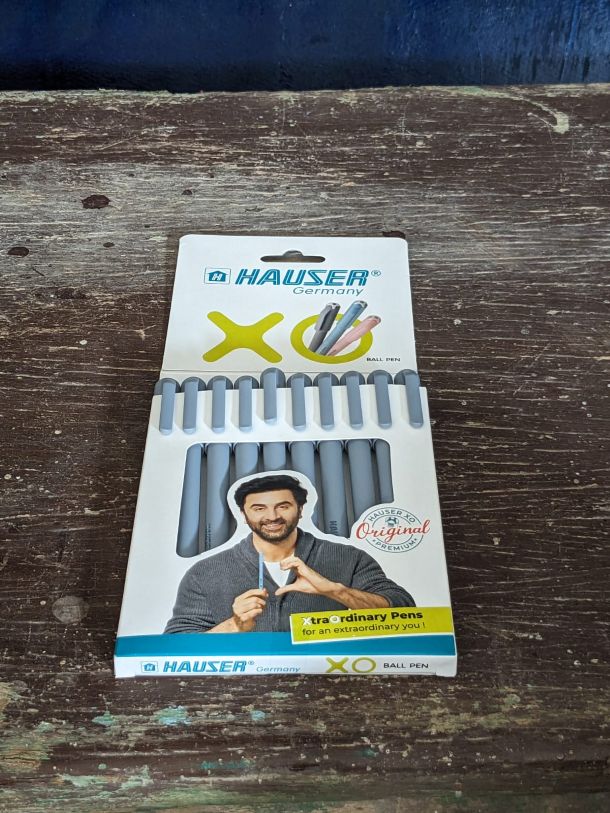 H HAUSER®
Germany
XO
BALL PEN
HAUSER XO
Original
PREMIUM
XtraOrdinary Pens
for an extraordinary you !
H HAUSER® Germany XO BALL PEN